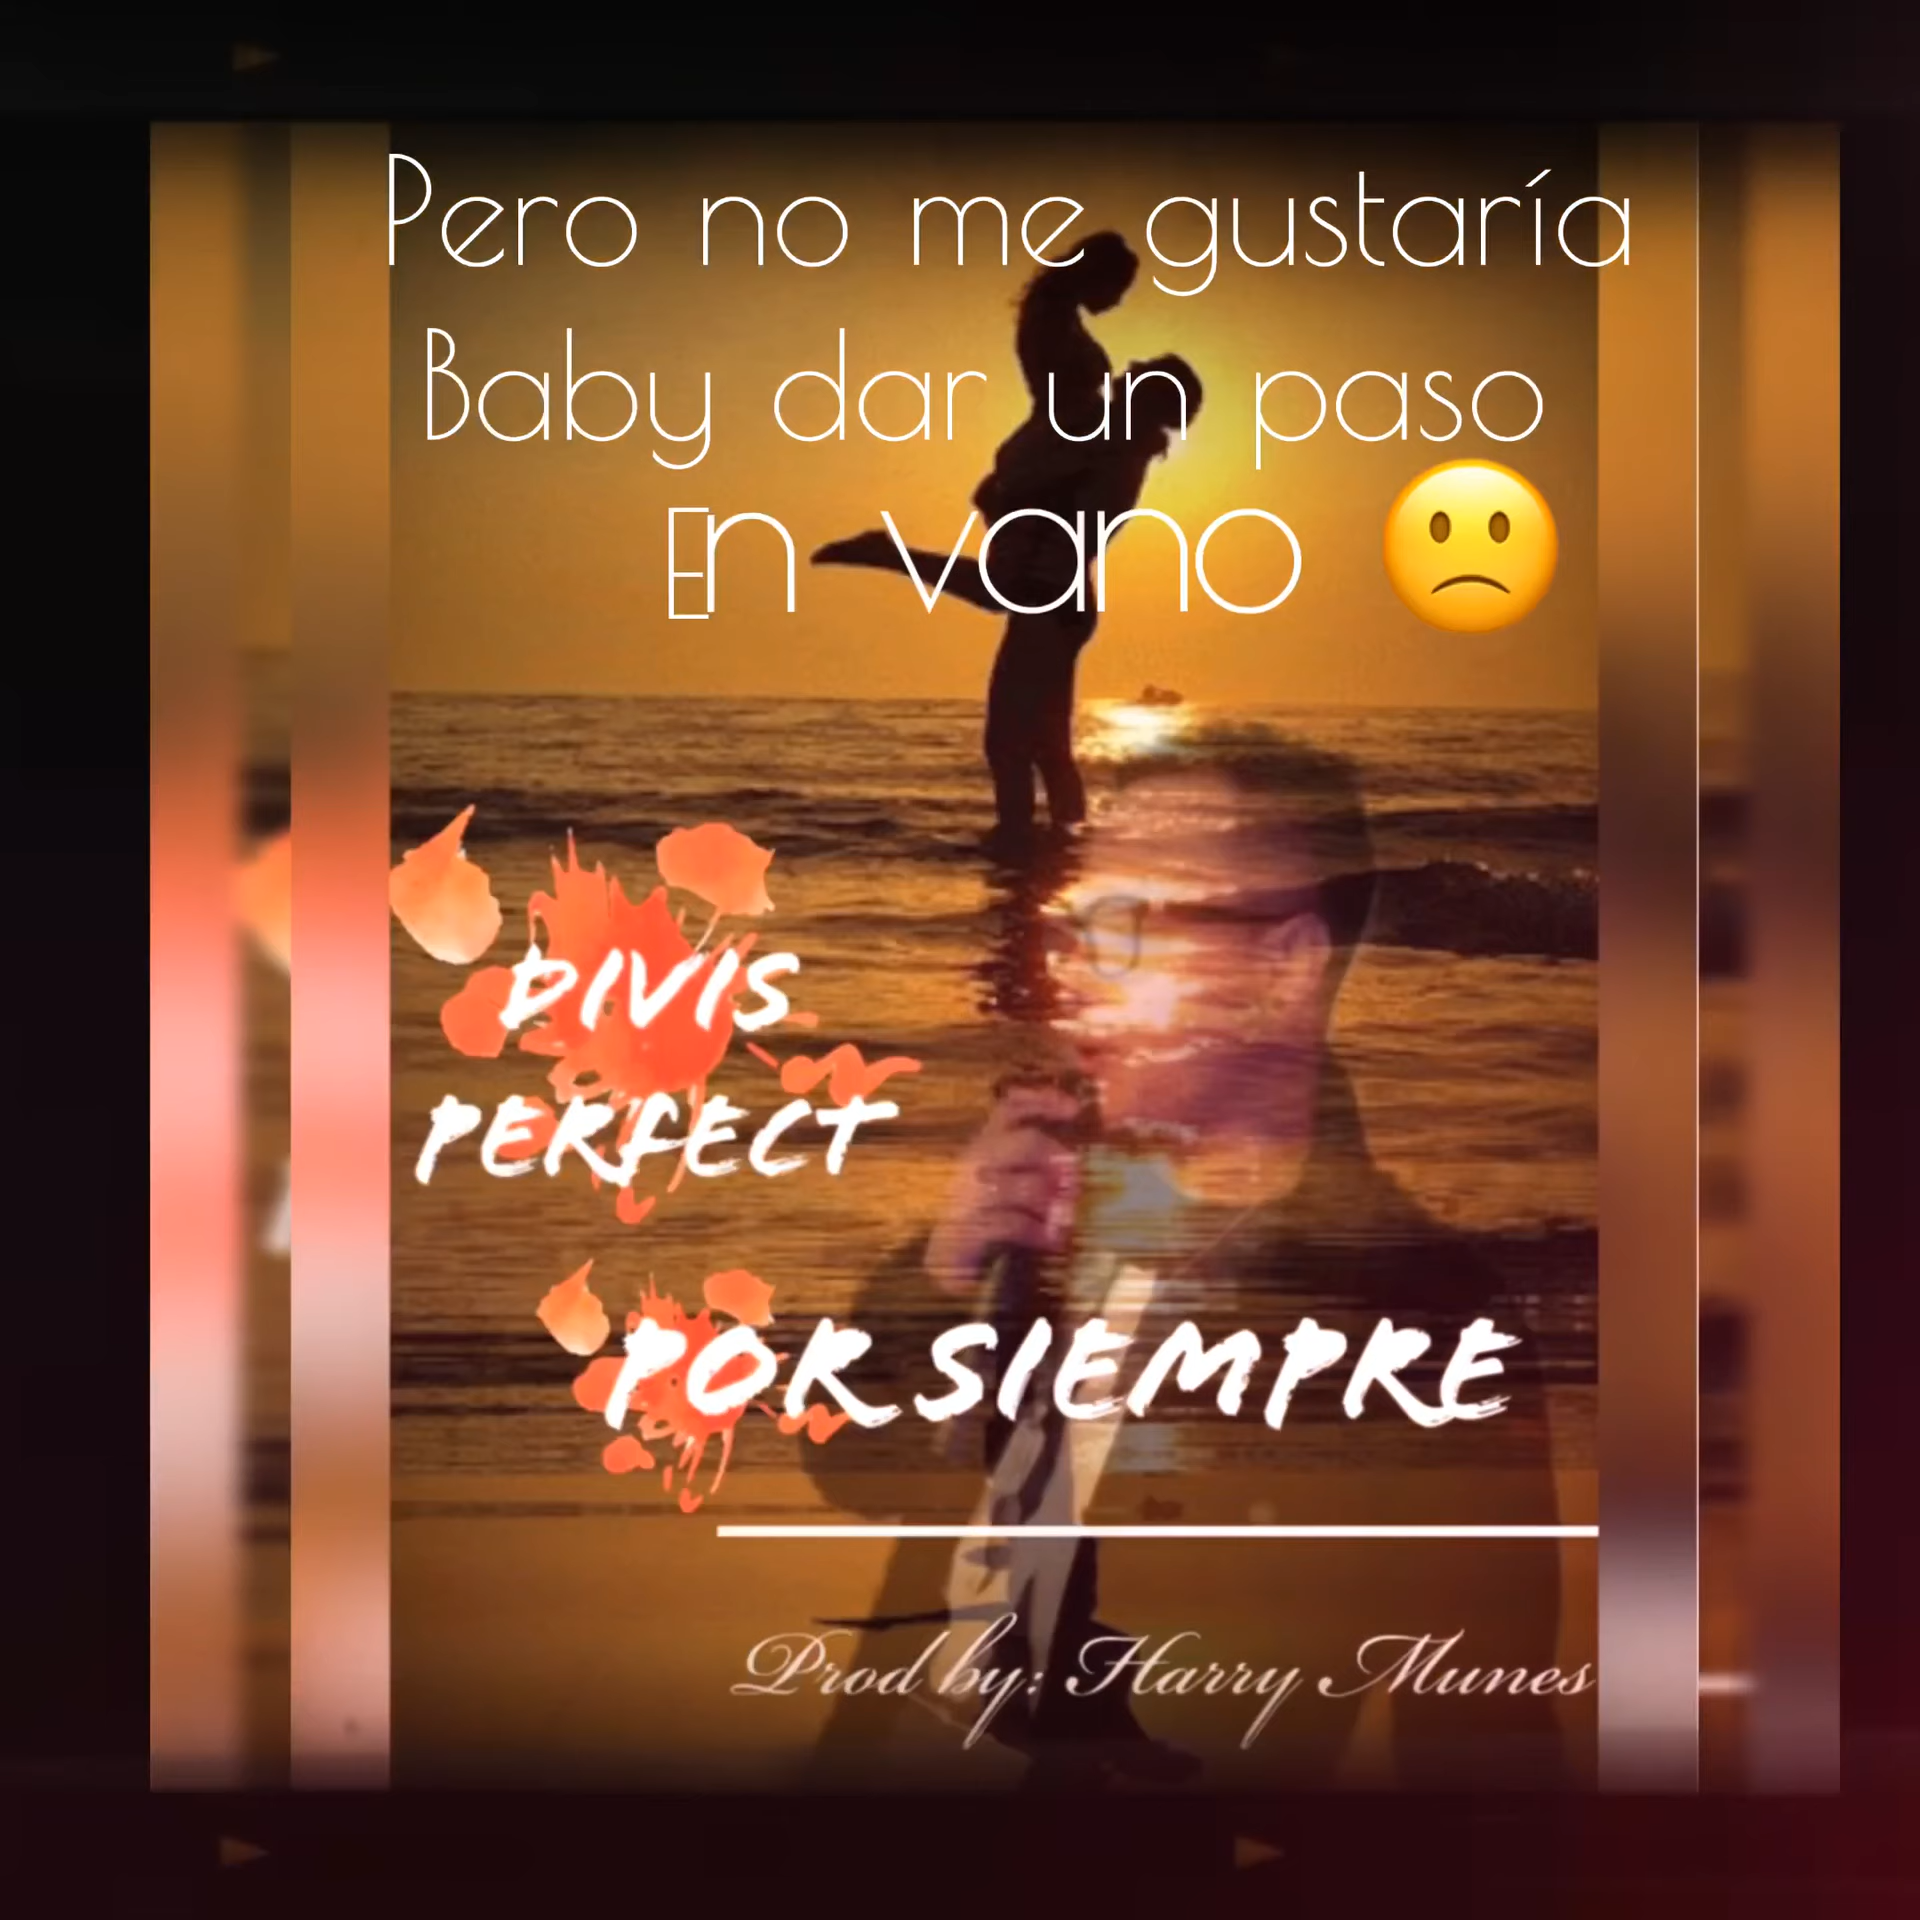 Pero no me gustaría
Baby dar un paso
En vano 🙁
DIVIS
PERFECT
POR SIEMPRE
Prod by: Harry Munes